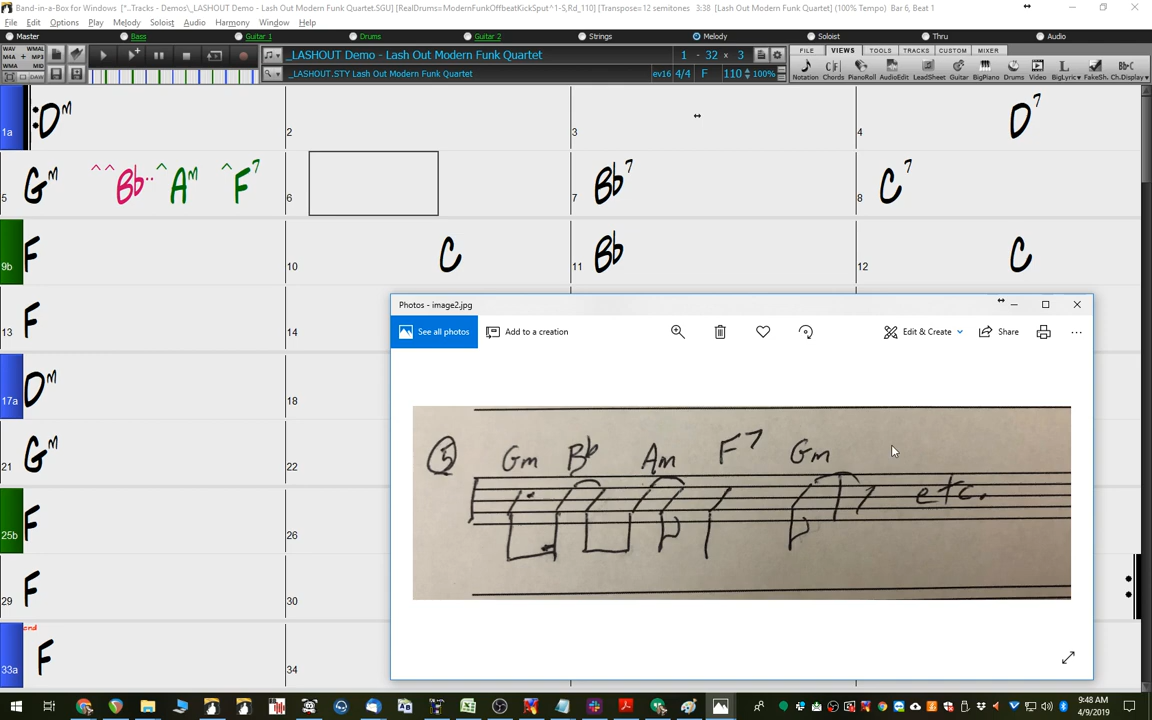 Band-in-a-Box for Windows ["..Tracks - Demos\_LASHOUT Demo - Lash Out Modern Funk Quartet.SGU] (RealDrums=ModernFunkOffbeatKickSput^1-S,Rd_110) [Transpose=12 semitones 3:38 Lash Out Modern Funk Quartet] (100% Tempo) Bar 6, Beat 1
File Edit Options Play Melody Soloist Audio Harmony Window Help
Master Bass Guitar 1 Drums Guitar 2 Strings Melody Soloist Thru Audio
_LASHOUT Demo - Lash Out Modern Funk Quartet 1 - 32 x 3
_LASHOUT.STY Lash Out Modern Funk Quartet ev16 4/4 F 110 100%
WAV WMAL
M4A + MP3
DAW
FILE VIEWS TOOLS TRACKS CUSTOM MIXER
Notation Chords PianoRoll AudioEdit LeadSheet Guitar BigPiano Drums Video BigLyric FakeSh. Ch.Display
1a :Dm 2 3 4 D7
5 Gm ^^Bb.. ^Am ^F7 6 7 Bb7 8 C7
9b F 10 C 11 Bb 12 C
13 F 14
17a Dm 18
21 Gm 22
25b F 26
29 F 30
end
33a F 34
Photos - image2.jpg
See all photos Add to a creation Edit & Create Share
5 Gm Bb Am F7 Gm
etc.
9:48 AM
4/9/2019